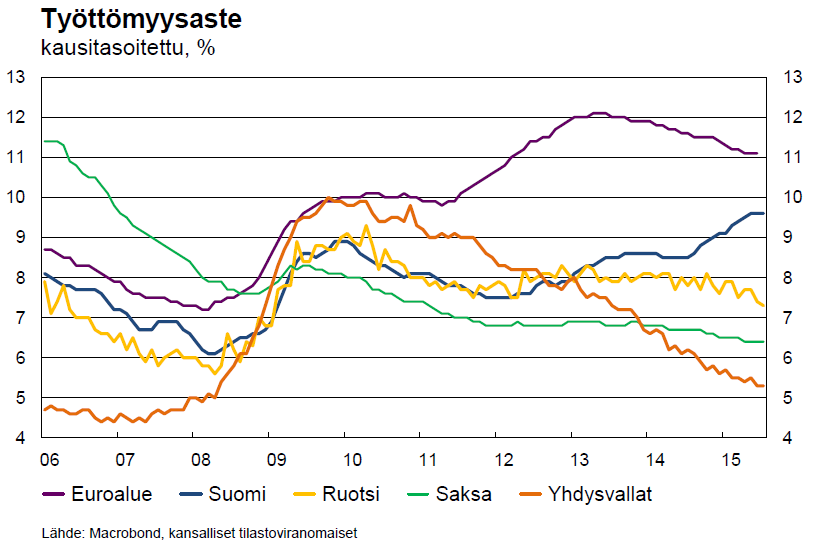 Työttömyysaste
kausitasoitettu, %
13 13
12 12
11 11
10 10
9 9
8 8
7 7
6 6
5 5
4 4
06 07 08 09 10 11 12 13 14 15
Euroalue Suomi Ruotsi Saksa Yhdysvallat
Lähde: Macrobond, kansalliset tilastoviranomaiset